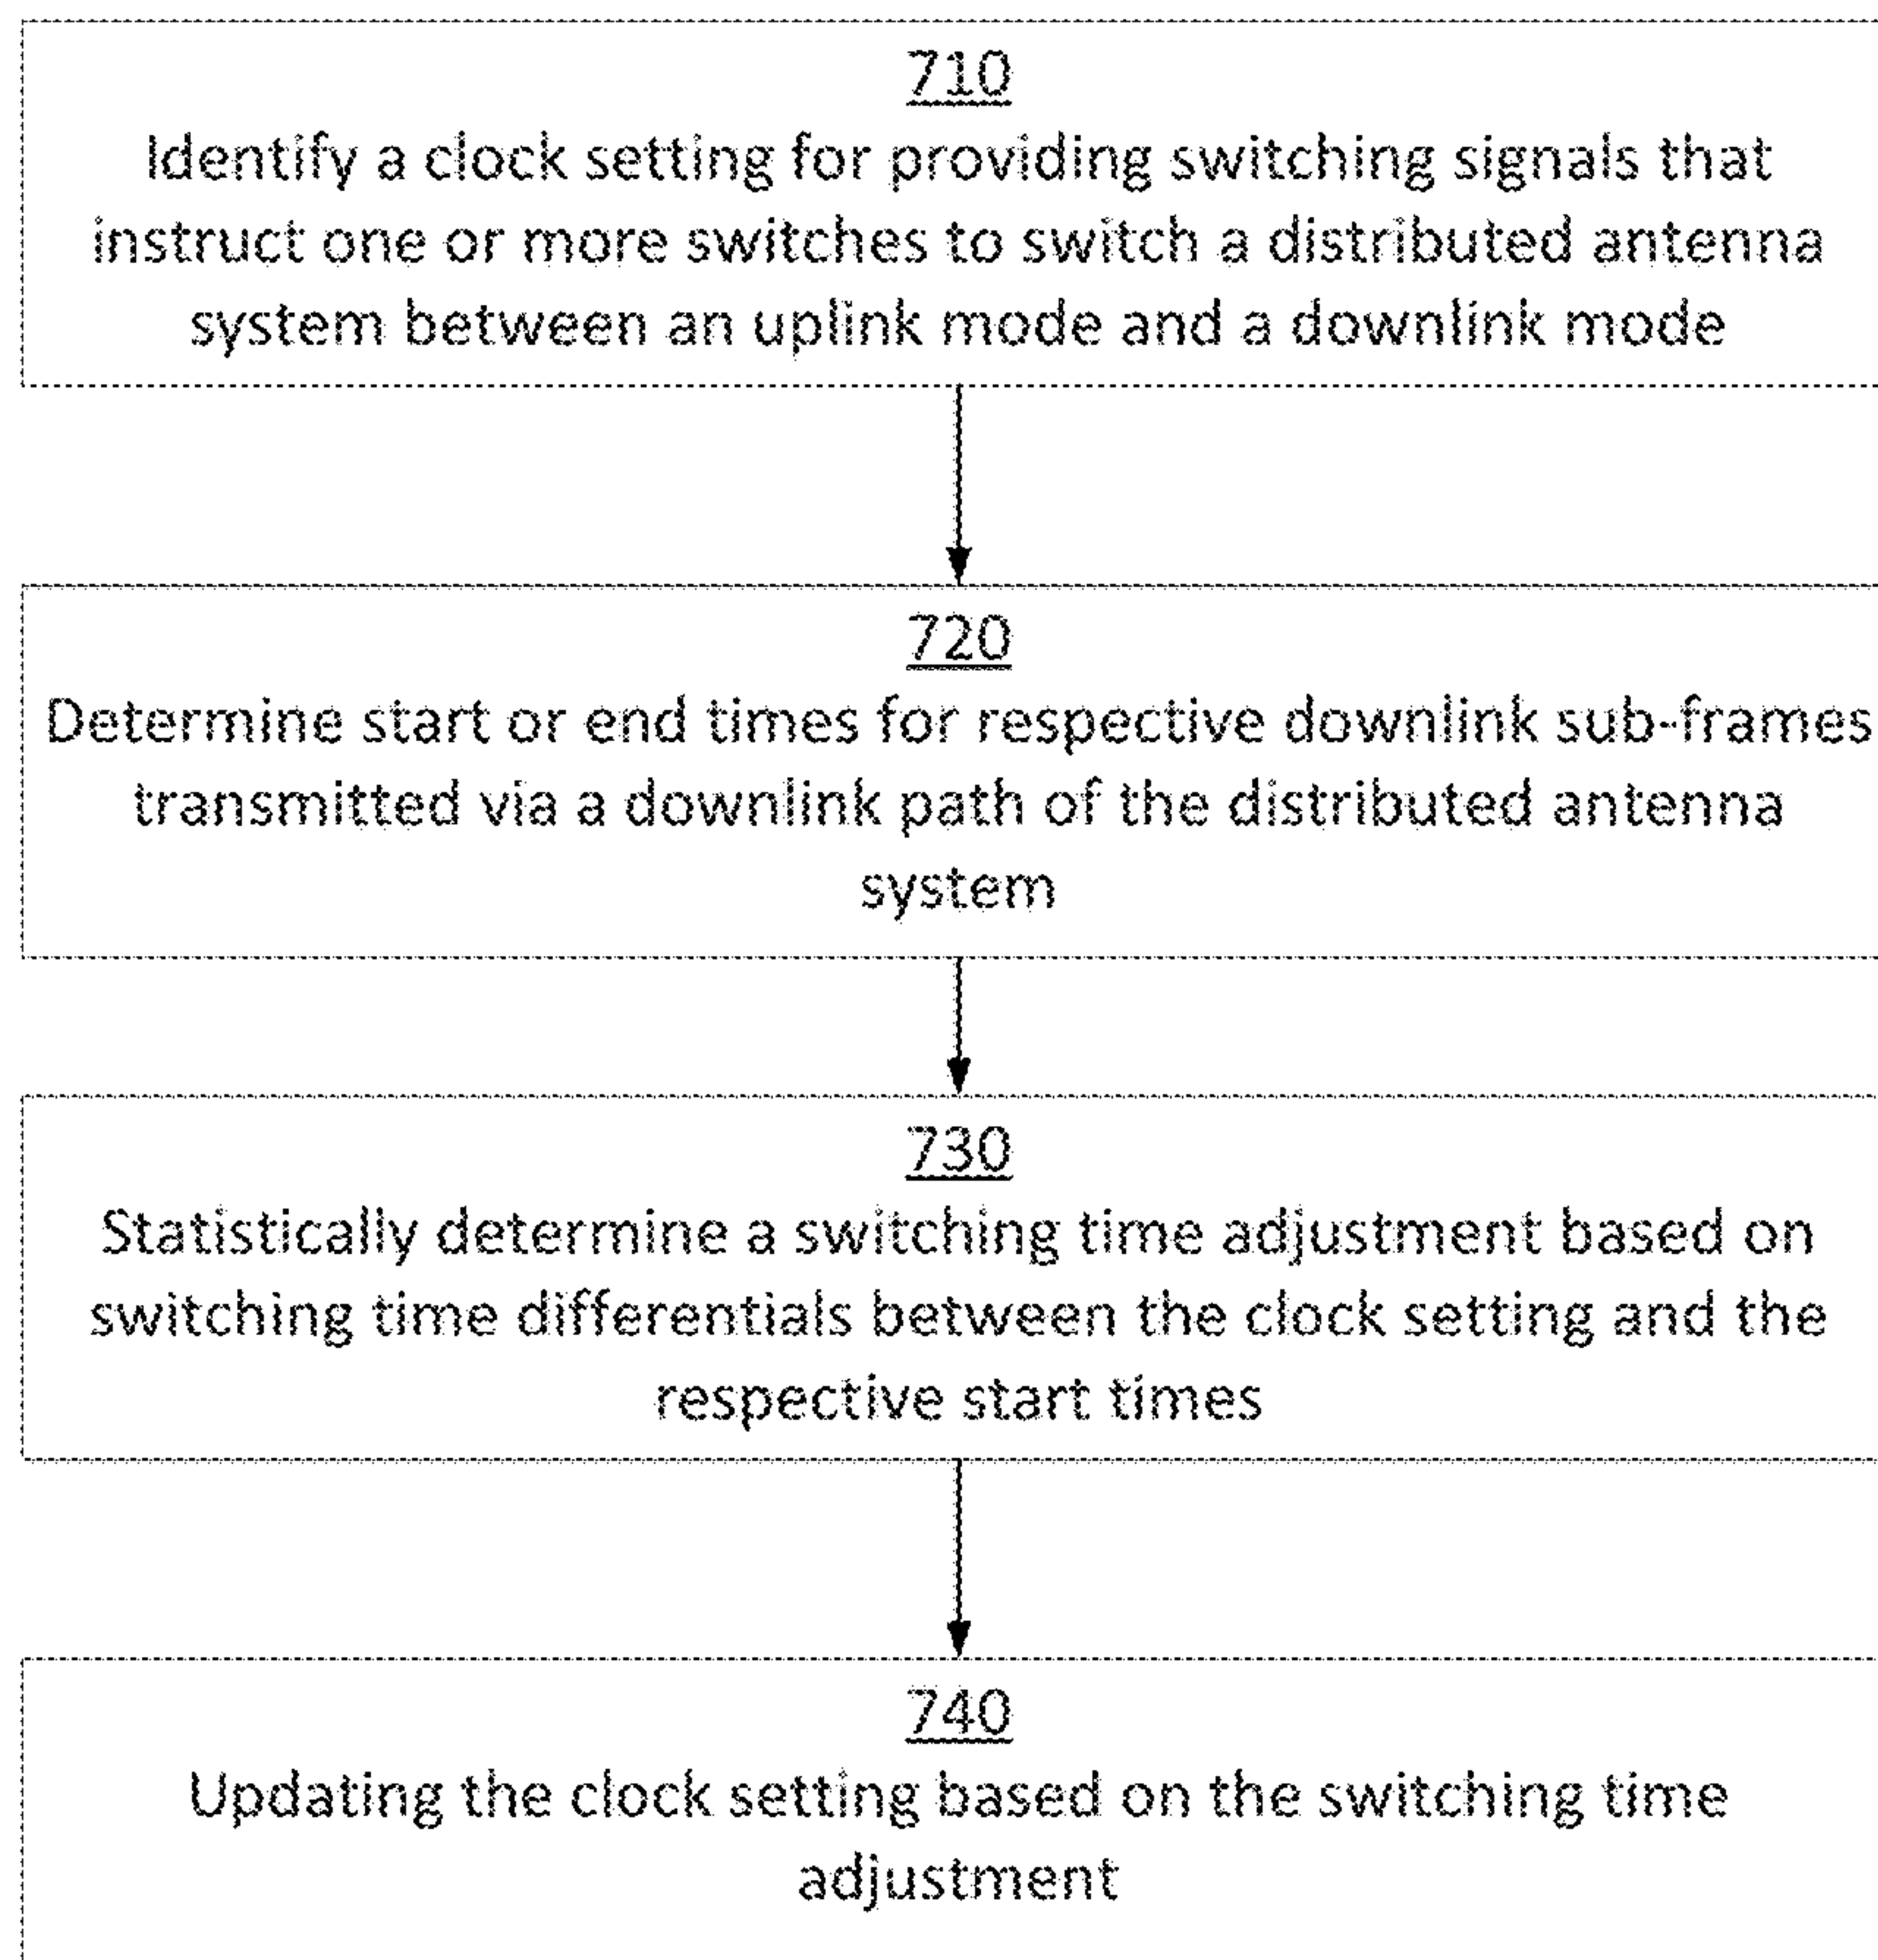 710
Identify a clock setting for providing switching signals that
instruct one or more switches to switch a distributed antenna
system between an uplink mode and a downlink mode
720
Determine start or end times for respective downlink sub-frames
transmitted via a downlink path of the distributed antenna
system
730
Statistically determine a switching time adjustment based on
switching time differentials between the clock setting and the
respective start times
740
Updating the clock setting based on the switching time
adjustment